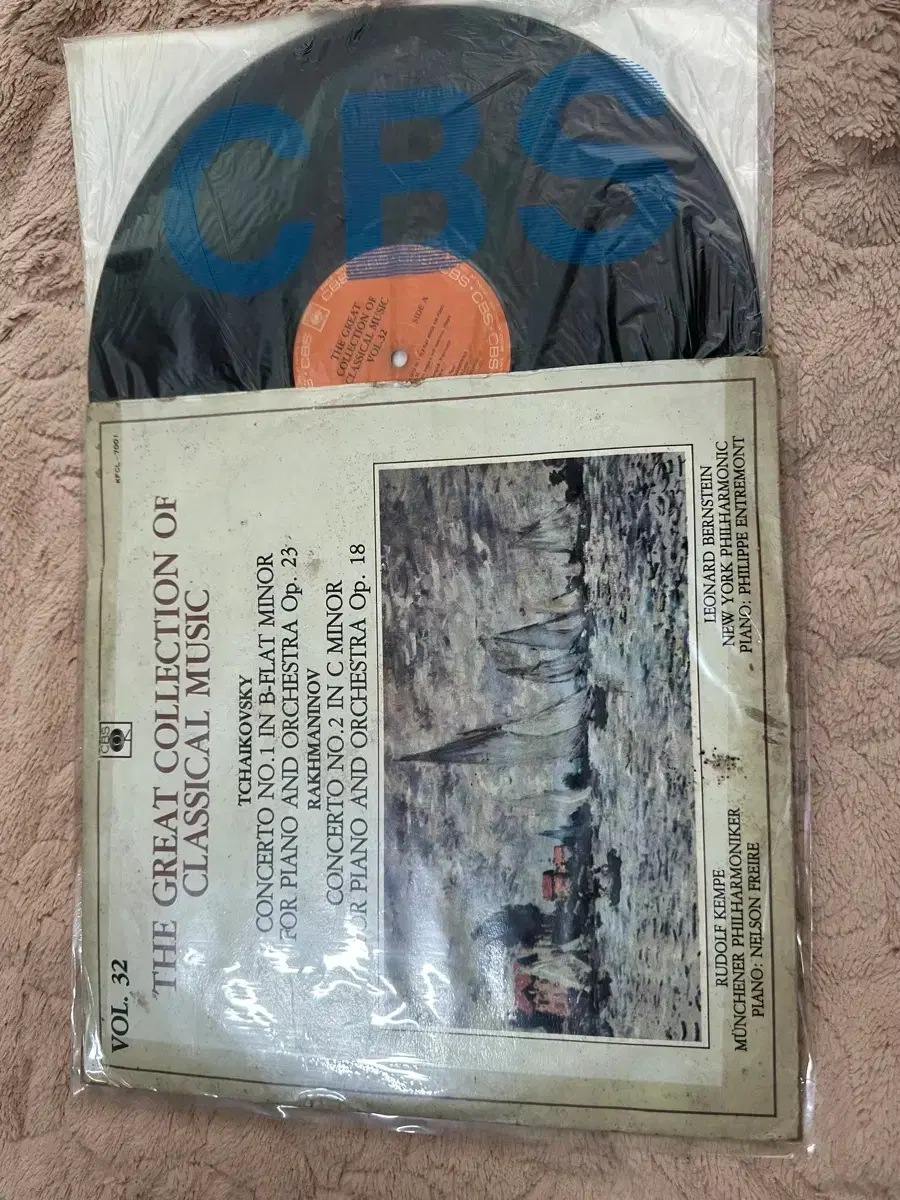 CBS
THE GREAT
COLLECTION OF
CLASSICAL MUSIC
VOL.32
SIDE A
CBS
VOL. 32
THE GREAT COLLECTION OF
CLASSICAL MUSIC
TCHAIKOVSKY
CONCERTO NO.1 IN B-FLAT MINOR
FOR PIANO AND ORCHESTRA Op. 23
RAKHMANINOV
CONCERTO NO.2 IN C MINOR
FOR PIANO AND ORCHESTRA Op. 18
RUDOLF KEMPE
MÜNCHENER PHILHARMONIKER
PIANO: NELSON FREIRE
LEONARD BERNSTEIN
NEW YORK PHILHARMONIC
PIANO: PHILIPPE ENTREMONT